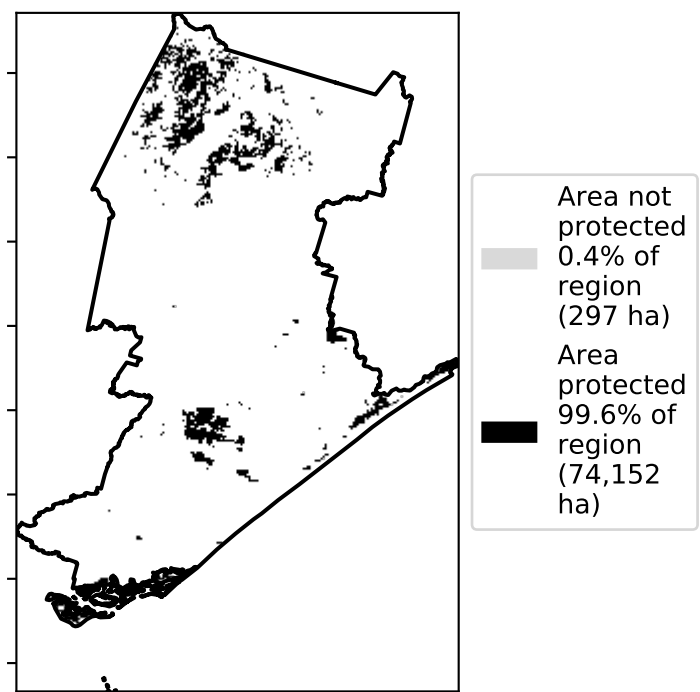 Area not
protected
0.4% of
region
(297 ha)
Area
protected
99.6% of
region
(74,152
ha)